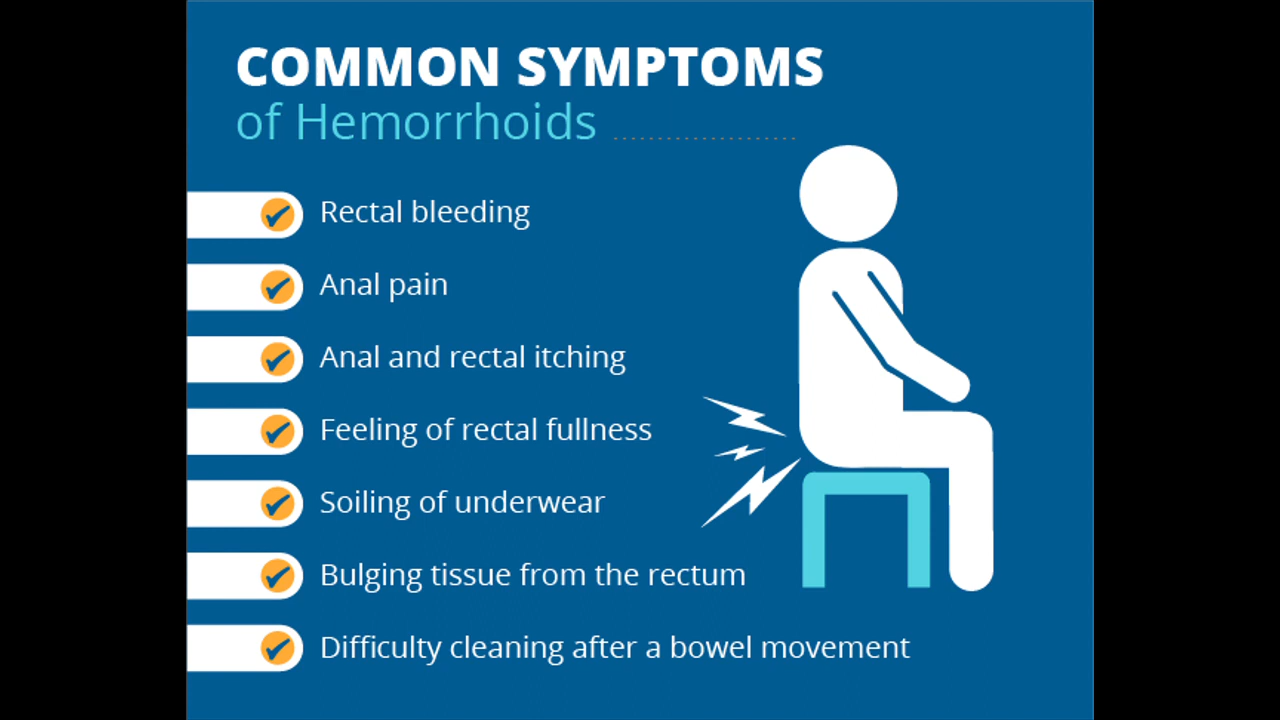 COMMON SYMPTOMS
of Hemorrhoids
Rectal bleeding
Anal pain
Anal and rectal itching
Feeling of rectal fullness
Soiling of underwear
Bulging tissue from the rectum
Difficulty cleaning after a bowel movement